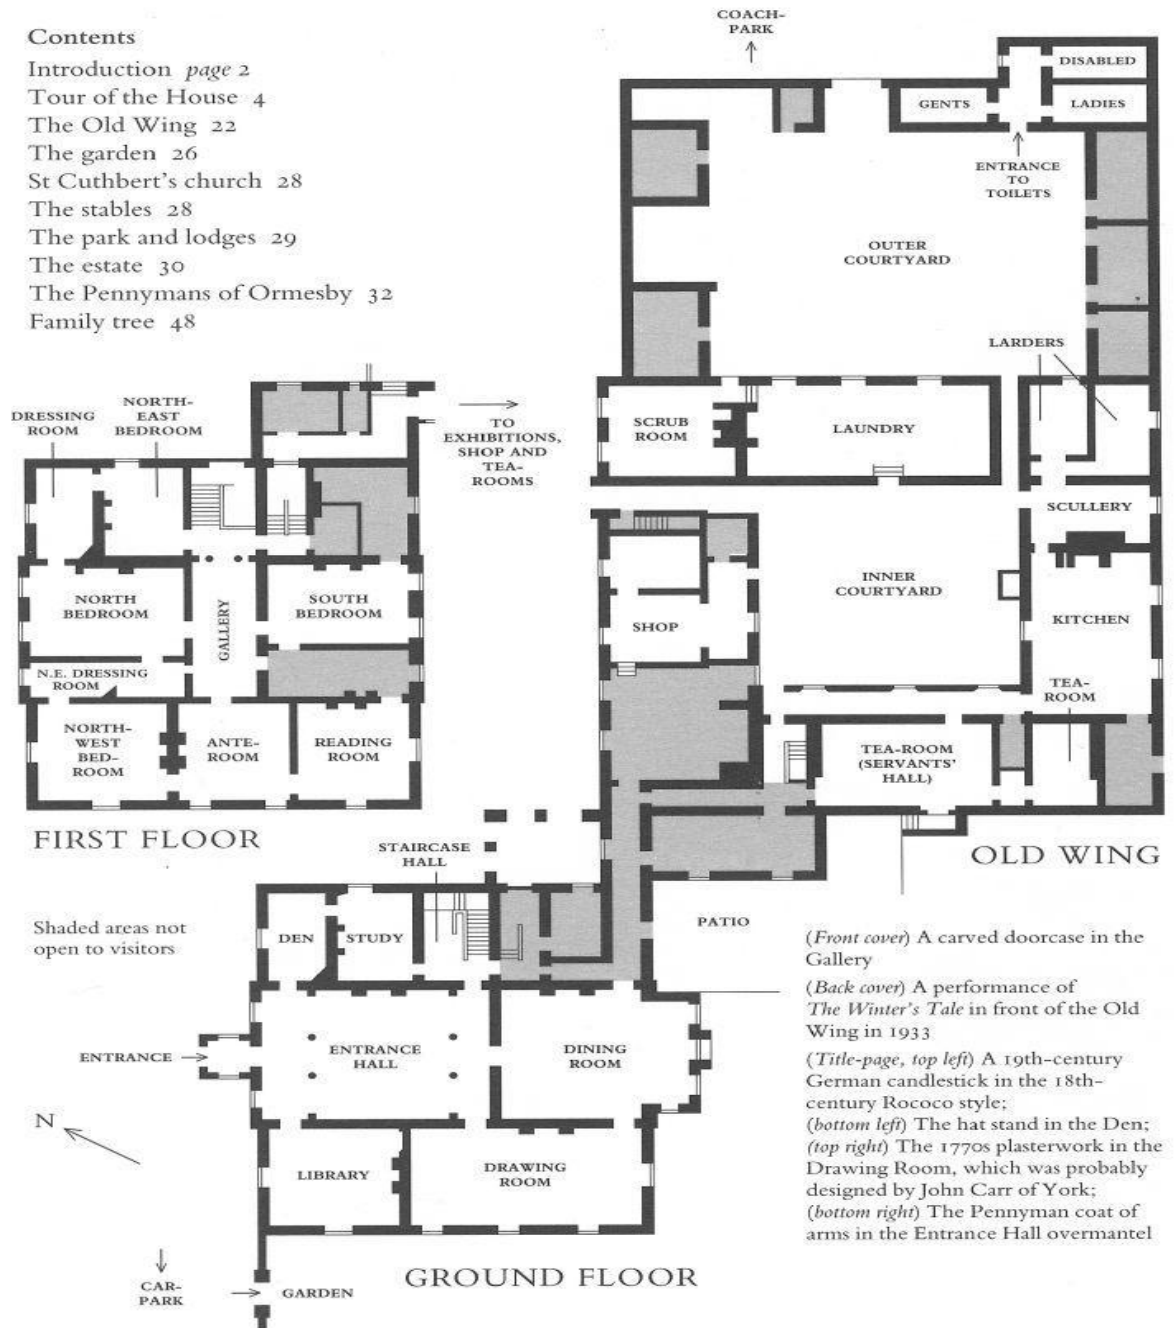 Contents
Introduction page 2
Tour of the House 4
The Old Wing 22
The garden 26
St Cuthbert's church 28
The stables 28
The park and lodges 29
The estate 30
The Pennymans of Ormesby 32
Family tree 48
COACH-
PARK
DISABLED
GENTS
LADIES
ENTRANCE
TO
TOILETS
OUTER
COURTYARD
LARDERS
SCRUB
ROOM
LAUNDRY
SCULLERY
INNER
COURTYARD
KITCHEN
SHOP
TEA-
ROOM
TEA-ROOM
(SERVANTS'
HALL)
OLD WING
DRESSING
ROOM
NORTH-
EAST
BEDROOM
TO
EXHIBITIONS,
SHOP AND
TEA-
ROOMS
NORTH
BEDROOM
GALLERY
SOUTH
BEDROOM
N.E. DRESSING
ROOM
NORTH-
WEST
BED-
ROOM
ANTE-
ROOM
READING
ROOM
FIRST FLOOR
STAIRCASE
HALL
Shaded areas not
open to visitors
DEN
STUDY
PATIO
ENTRANCE
ENTRANCE
HALL
DINING
ROOM
N
LIBRARY
DRAWING
ROOM
CAR-
PARK
GARDEN
GROUND FLOOR
(Front cover) A carved doorcase in the
Gallery
(Back cover) A performance of
The Winter's Tale in front of the Old
Wing in 1933
(Title-page, top left) A 19th-century
German candlestick in the 18th-
century Rococo style;
(bottom left) The hat stand in the Den;
(top right) The 1770s plasterwork in the
Drawing Room, which was probably
designed by John Carr of York;
(bottom right) The Pennyman coat of
arms in the Entrance Hall overmantel